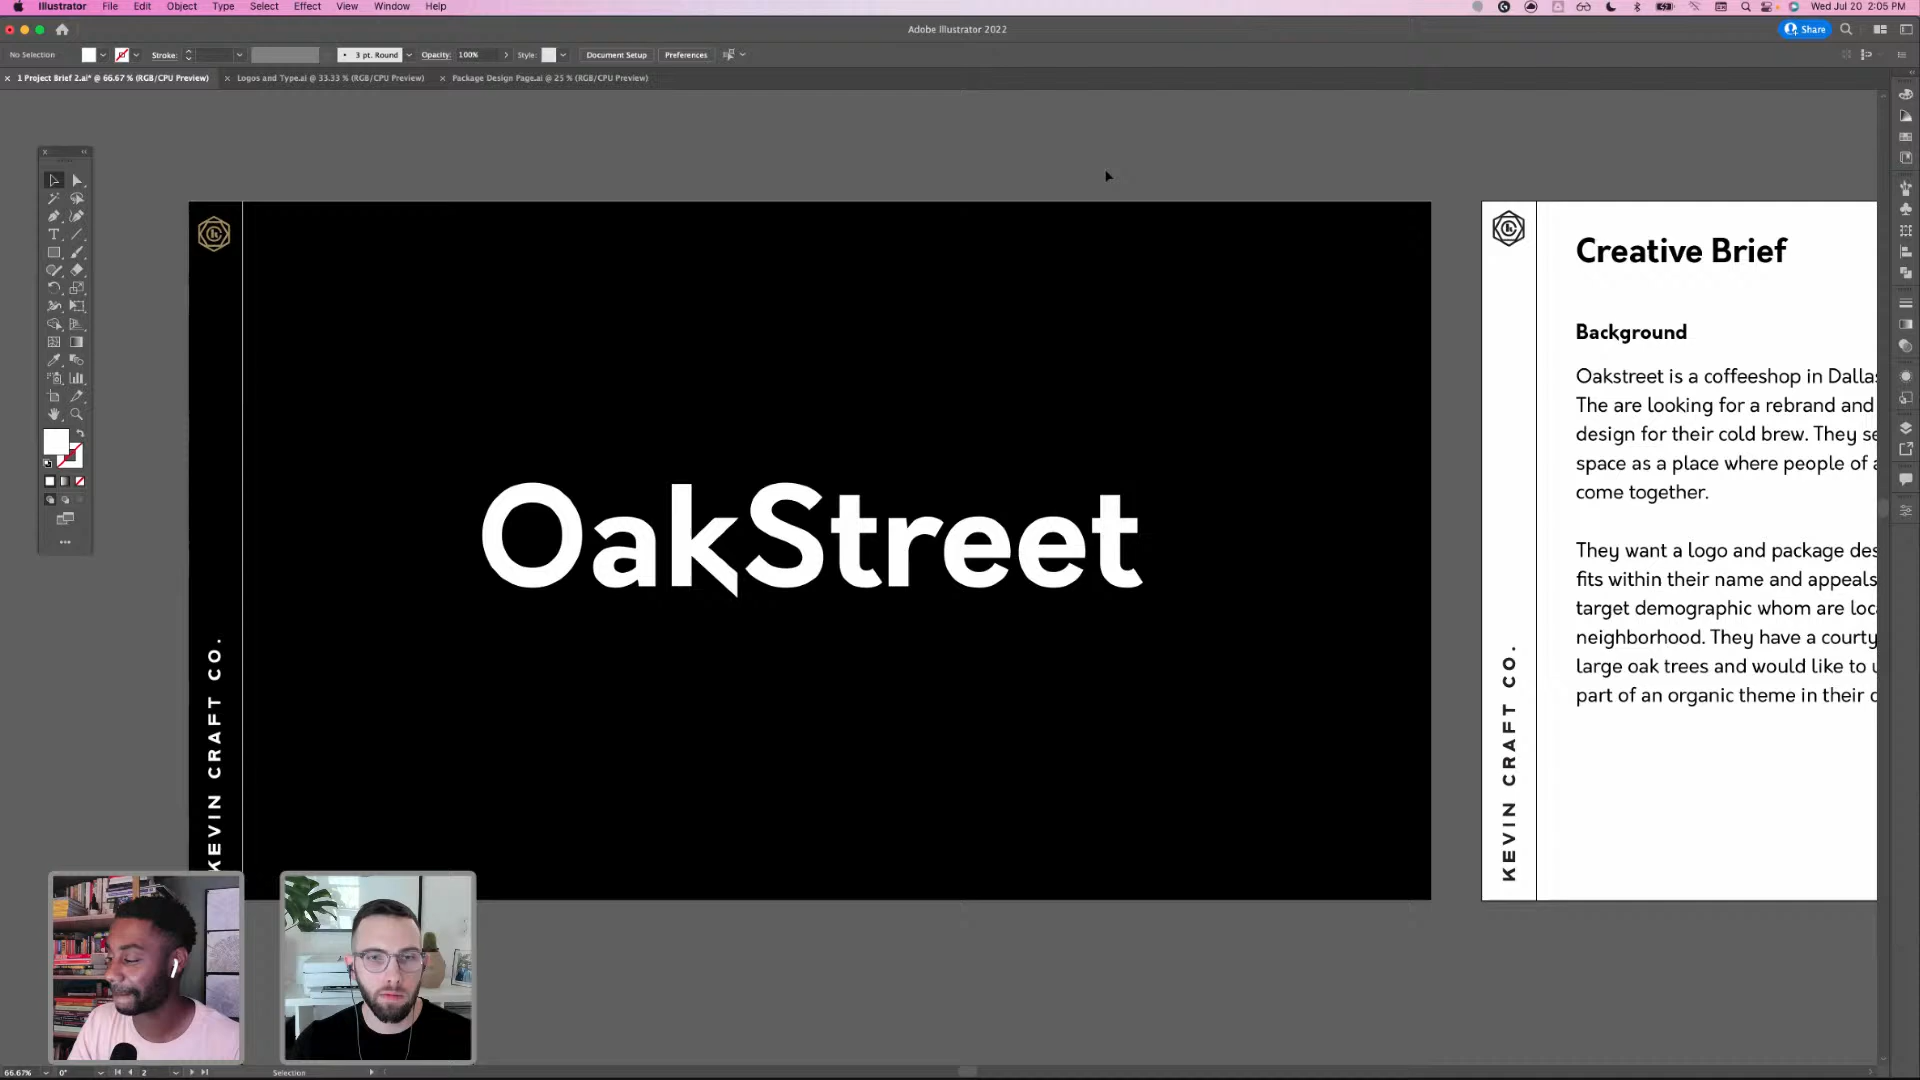 Illustrator File Edit Object Type Select Effect View Window Help
Wed Jul 20 2:05 PM
Adobe Illustrator 2022
Share
No Selection
Stroke:
3 pt. Round
Opacity: 100%
Style:
Document Setup
Preferences
1 Project Brief 2.ai* @ 66.67 % (RGB/CPU Preview)
Logos and Type.ai @ 33.33 % (RGB/CPU Preview)
Package Design Page.ai @ 25 % (RGB/CPU Preview)
OakStreet
KEVIN CRAFT CO.
Creative Brief
Background
Oakstreet is a coffeeshop in Dallas
The are looking for a rebrand and
design for their cold brew. They se
space as a place where people of a
come together.
They want a logo and package des
fits within their name and appeals
target demographic whom are loc
neighborhood. They have a courty
large oak trees and would like to u
part of an organic theme in their d
KEVIN CRAFT CO.
66.67%
0°
2
Selection